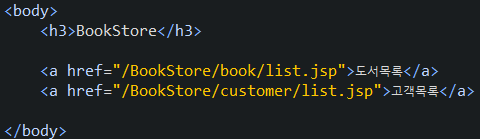 <body>
<h3>BookStore</h3>
<a href="/BookStore/book/list.jsp">도서목록</a>
<a href="/BookStore/customer/list.jsp">고객목록</a>
</body>